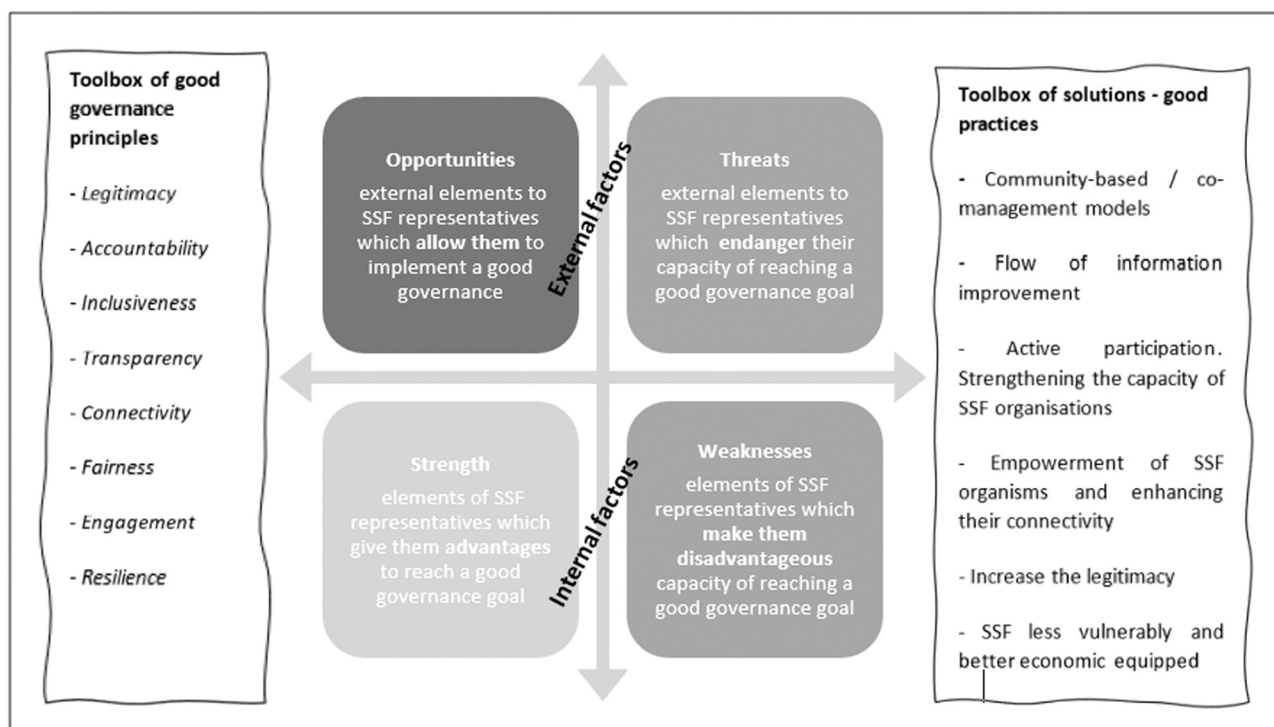 Toolbox of good
governance
principles
- Legitimacy
- Accountability
- Inclusiveness
- Transparency
- Connectivity
- Fairness
- Engagement
- Resilience
Opportunities
external elements to
SSF representatives
which allow them to
implement a good
governance
External factors
Threats
external elements to
SSF representatives
which endanger their
capacity of reaching a
good governance goal
Strength
elements of SSF
representatives which
give them advantages
to reach a good
governance goal
Internal factors
Weaknesses
elements of SSF
representatives which
make them
disadvantageous
capacity of reaching a
good governance goal
Toolbox of solutions - good
practices
- Community-based / co-
management models
- Flow of information
improvement
- Active participation.
Strengthening the capacity of
SSF organisations
- Empowerment of SSF
organisms and enhancing
their connectivity
- Increase the legitimacy
- SSF less vulnerably and
better economic equipped